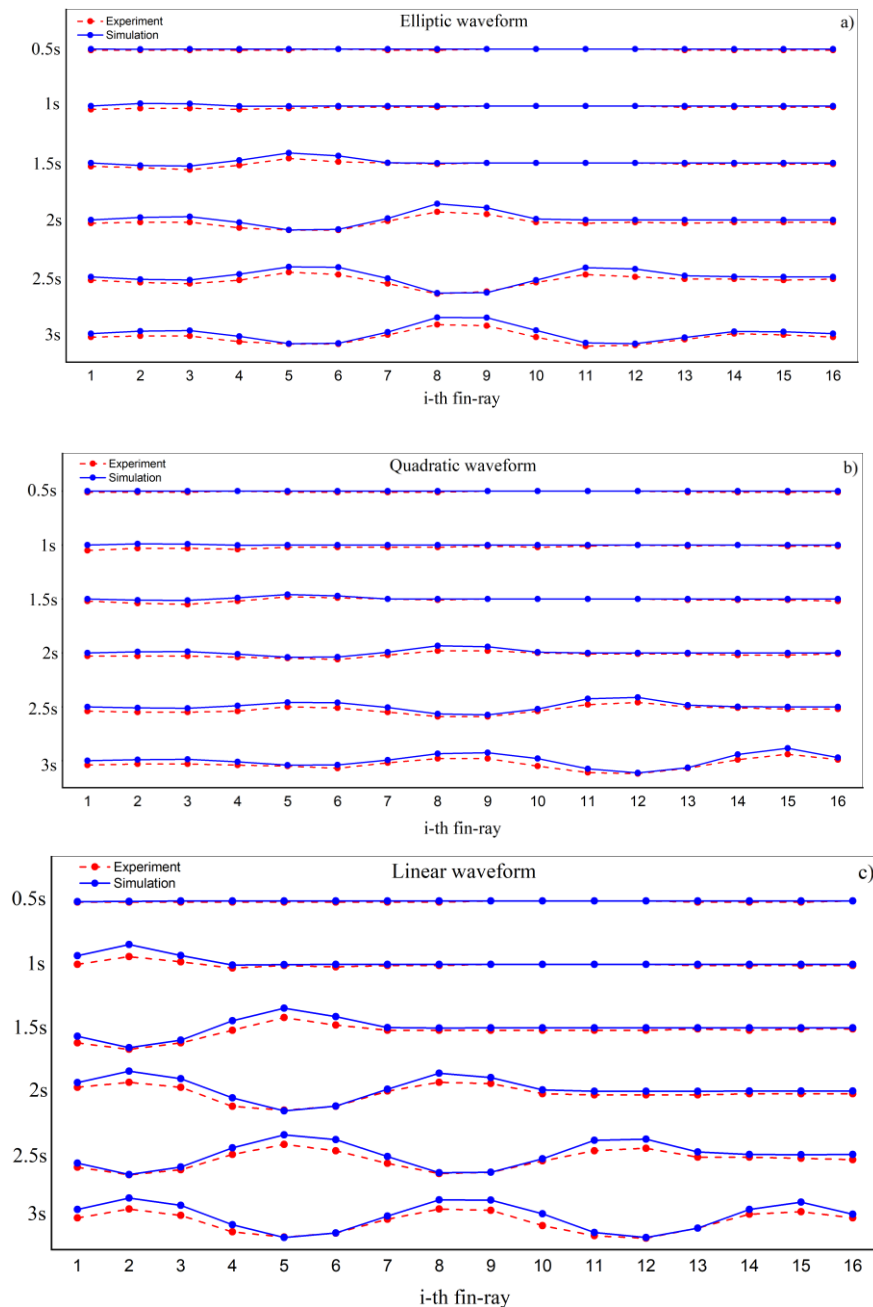 Elliptic waveform
a)
Experiment
Simulation
0.5s
1s
1.5s
2s
2.5s
3s
1 2 3 4 5 6 7 8 9 10 11 12 13 14 15 16
i-th fin-ray
Quadratic waveform
b)
Experiment
Simulation
0.5s
1s
1.5s
2s
2.5s
3s
1 2 3 4 5 6 7 8 9 10 11 12 13 14 15 16
i-th fin-ray
Linear waveform
c)
Experiment
Simulation
0.5s
1s
1.5s
2s
2.5s
3s
1 2 3 4 5 6 7 8 9 10 11 12 13 14 15 16
i-th fin-ray